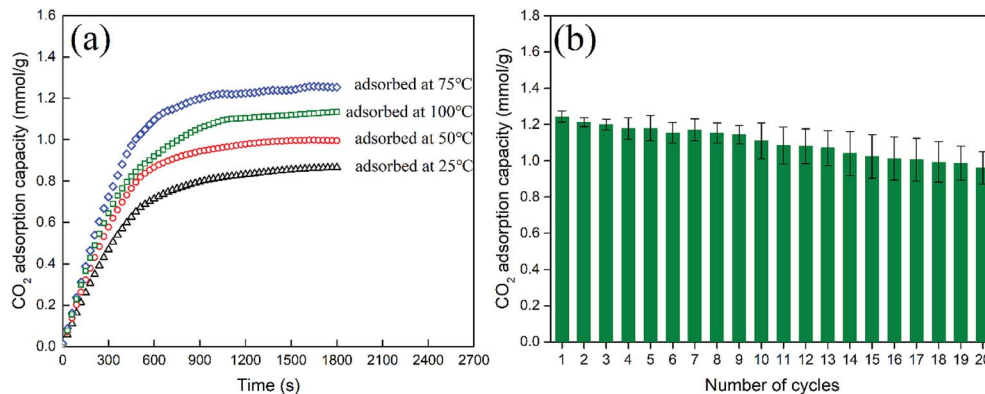 (a)
CO₂ adsorption capacity (mmol/g)
1.6
1.4
1.2
1.0
0.8
0.6
0.4
0.2
0.0
adsorbed at 75°C
adsorbed at 100°C
adsorbed at 50°C
adsorbed at 25°C
0 300 600 900 1200 1500 1800 2100 2400 2700
Time (s)
(b)
CO₂ adsorption capacity (mmol/g)
1.8
1.6
1.4
1.2
1.0
0.8
0.6
0.4
0.2
0.0
1 2 3 4 5 6 7 8 9 10 11 12 13 14 15 16 17 18 19 20
Number of cycles